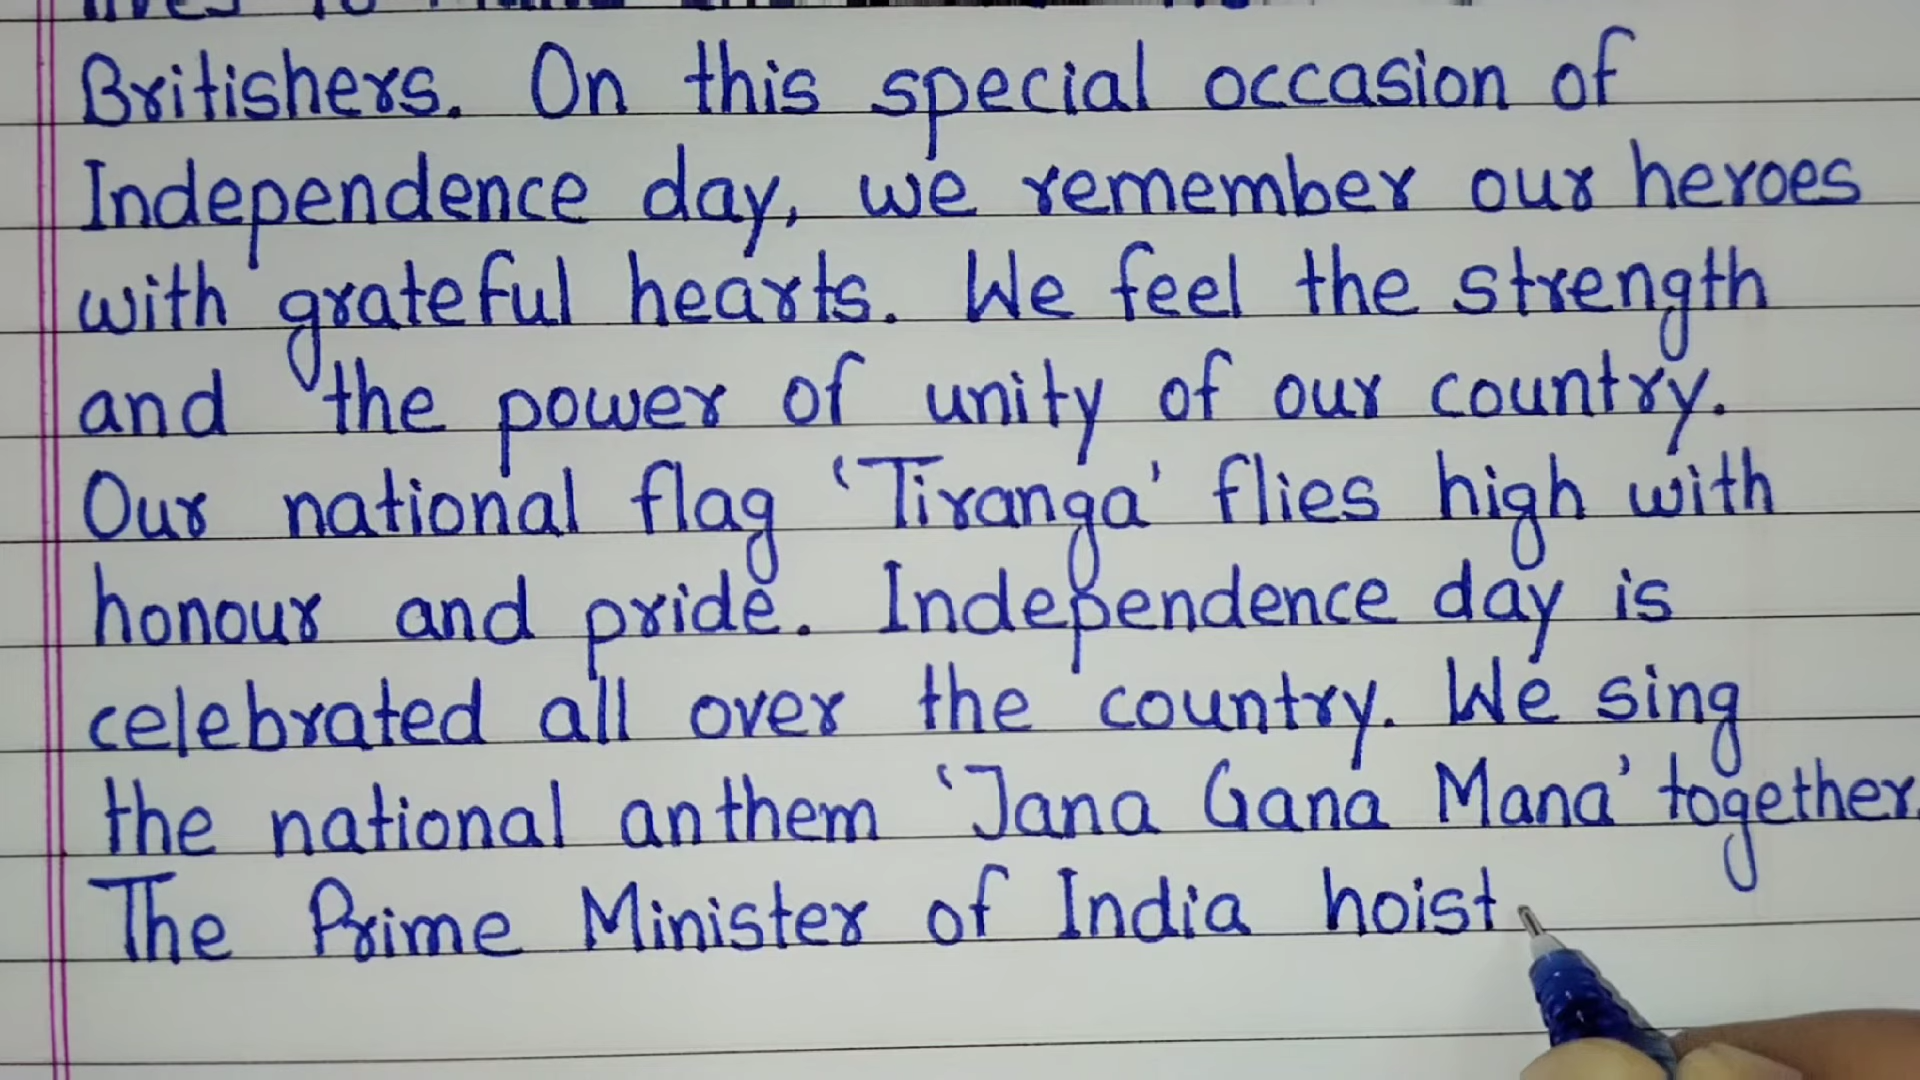 Britishers. On this special occasion of
Independence day, we remember our heroes
with grateful hearts. We feel the strength
and the power of unity of our country.
Our national flag 'Tiranga' flies high with
honour and pride. Independence day is
celebrated all over the country. We sing
the national anthem 'Jana Gana Mana' together.
The Prime Minister of India hoist